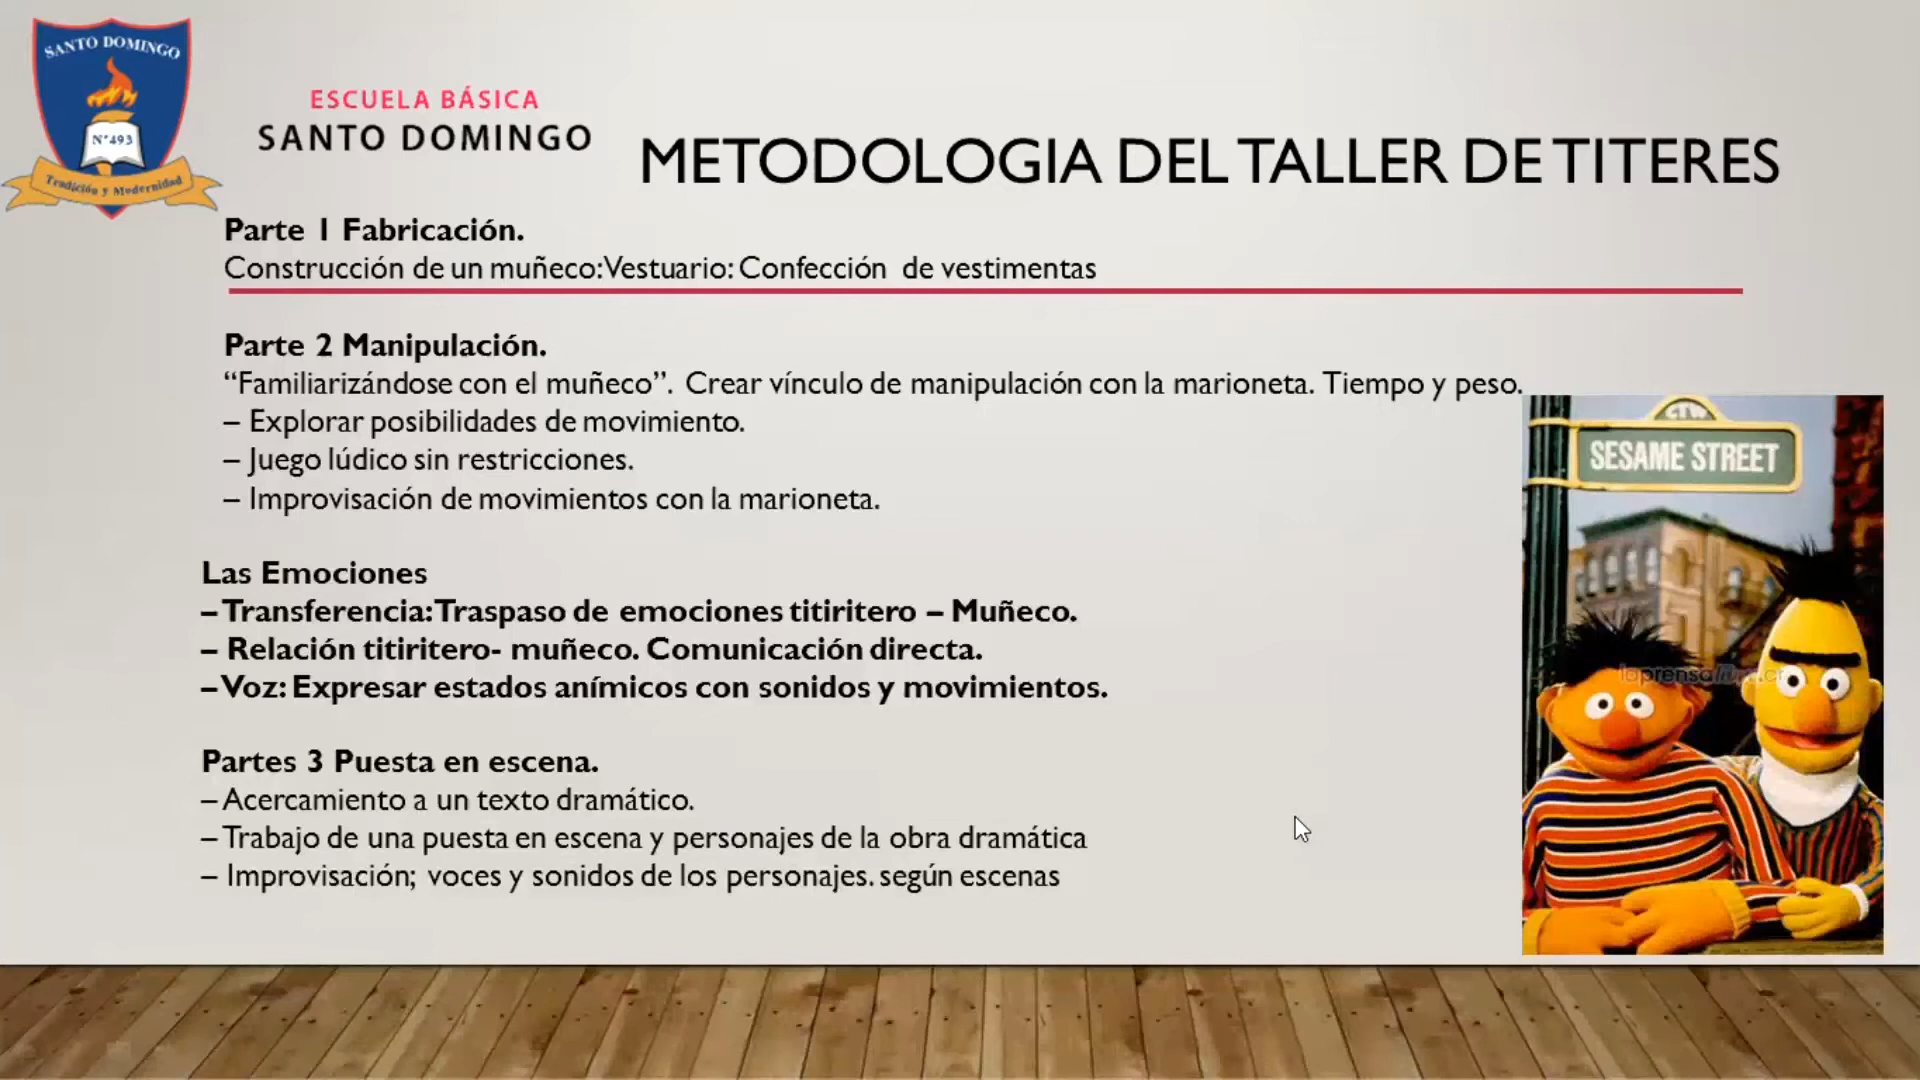 SANTO DOMINGO
N°493
Tradición y Modernidad
ESCUELA BÁSICA
SANTO DOMINGO
METODOLOGIA DEL TALLER DE TITERES
Parte 1 Fabricación.
Construcción de un muñeco: Vestuario: Confección de vestimentas
Parte 2 Manipulación.
“Familiarizándose con el muñeco”. Crear vínculo de manipulación con la marioneta. Tiempo y peso.
– Explorar posibilidades de movimiento.
– Juego lúdico sin restricciones.
– Improvisación de movimientos con la marioneta.
Las Emociones
– Transferencia: Traspaso de emociones titiritero – Muñeco.
– Relación titiritero- muñeco. Comunicación directa.
– Voz: Expresar estados anímicos con sonidos y movimientos.
Partes 3 Puesta en escena.
– Acercamiento a un texto dramático.
– Trabajo de una puesta en escena y personajes de la obra dramática
– Improvisación; voces y sonidos de los personajes. según escenas
CTW
SESAME STREET